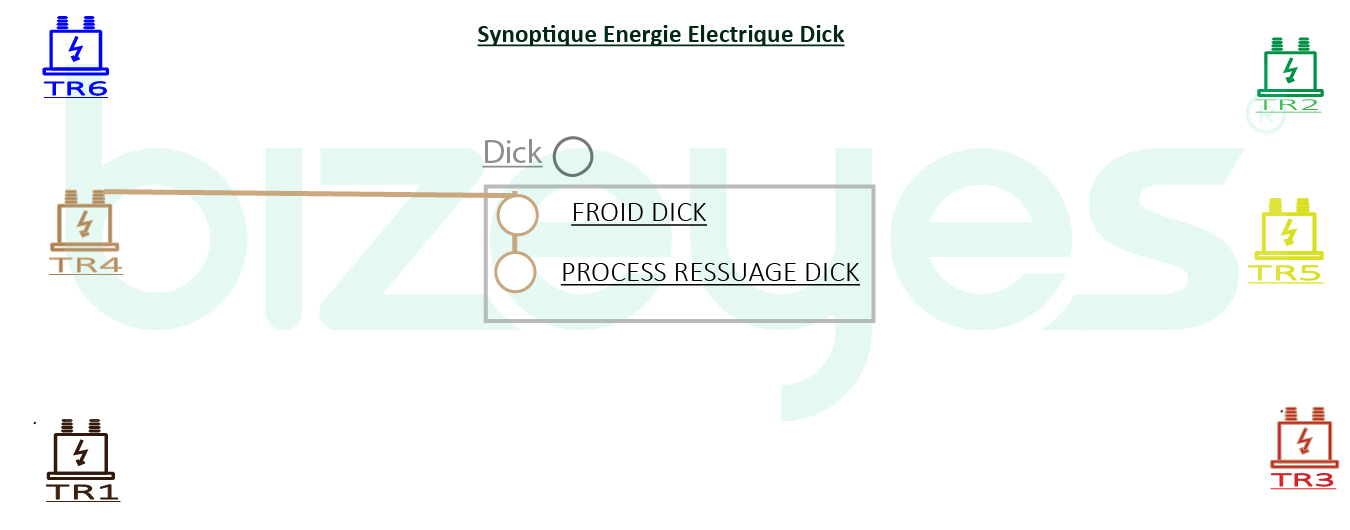 Synoptique Energie Electrique Dick
TR6
TR2
bizeyes®
Dick
FROID DICK
TR4
PROCESS RESSUAGE DICK
TR5
TR1
TR3